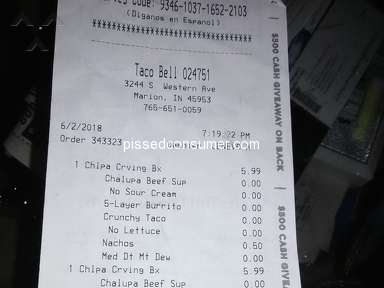 Code: 9346-1037-1652-2103
(Díganos en Español)
Taco Bell 024751
3244 S. Western Ave
Marion, IN 45953
765-651-0059
6/2/2018 7:19:22 PM
Order 343323
pissedconsumer.com
1 Chlpa Crving Bx 5.99
Chalupa Beef Sup 0.00
No Sour Cream 0.00
5-Layer Burrito 0.00
Crunchy Taco 0.00
No Lettuce 0.00
Nachos 0.50
Med Dt Mt Dew 0.00
1 Chlpa Crving Bx 5.99
Chalupa Beef Sup 0.00
$500 CASH GIVEAWAY ON BACK
$500 CASH GIVEA